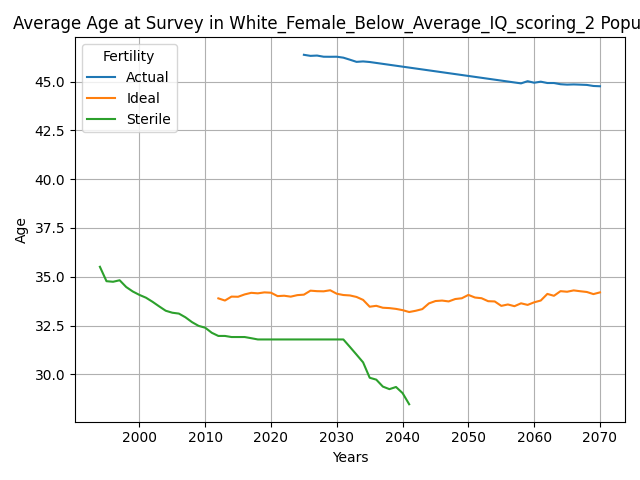 Average Age at Survey in White_Female_Below_Average_IQ_scoring_2 Popu
Fertility
Actual
Ideal
Sterile
45.0
42.5
40.0
37.5
35.0
32.5
30.0
Age
2000 2010 2020 2030 2040 2050 2060 2070
Years